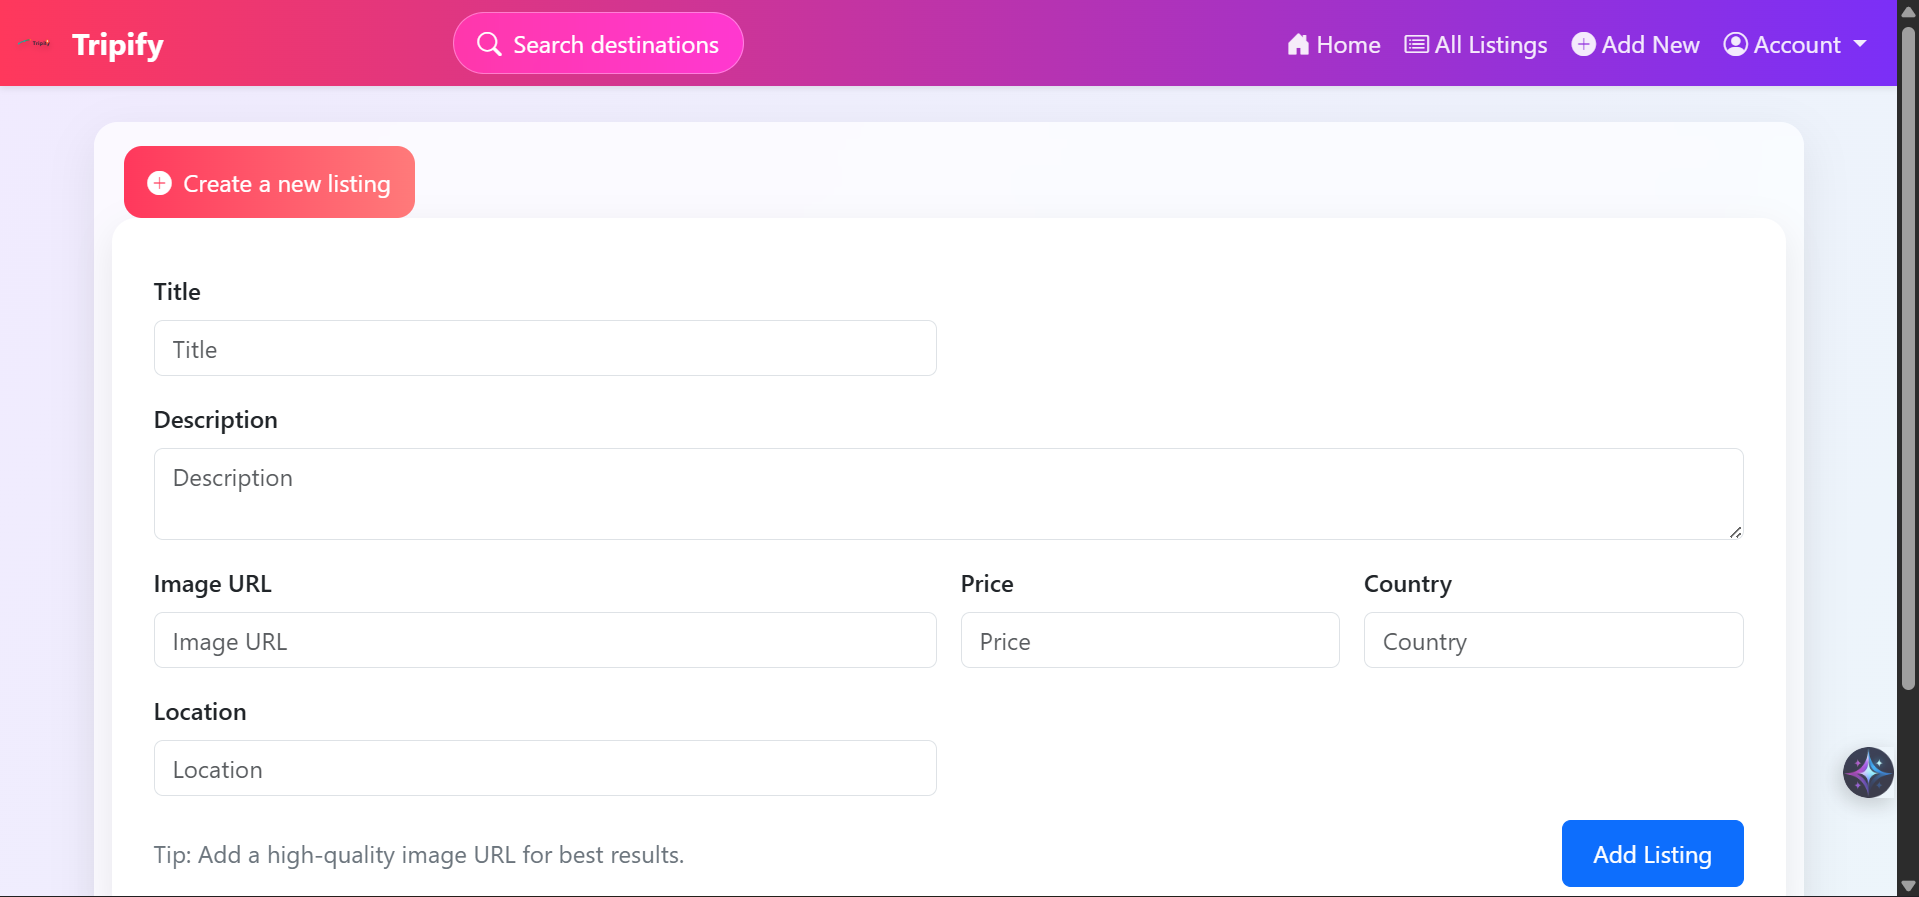 Tripify Tripify Search destinations Home All Listings Add New Account
Create a new listing
Title
Title
Description
Description
Image URL Price Country
Image URL Price Country
Location
Location
Tip: Add a high-quality image URL for best results. Add Listing